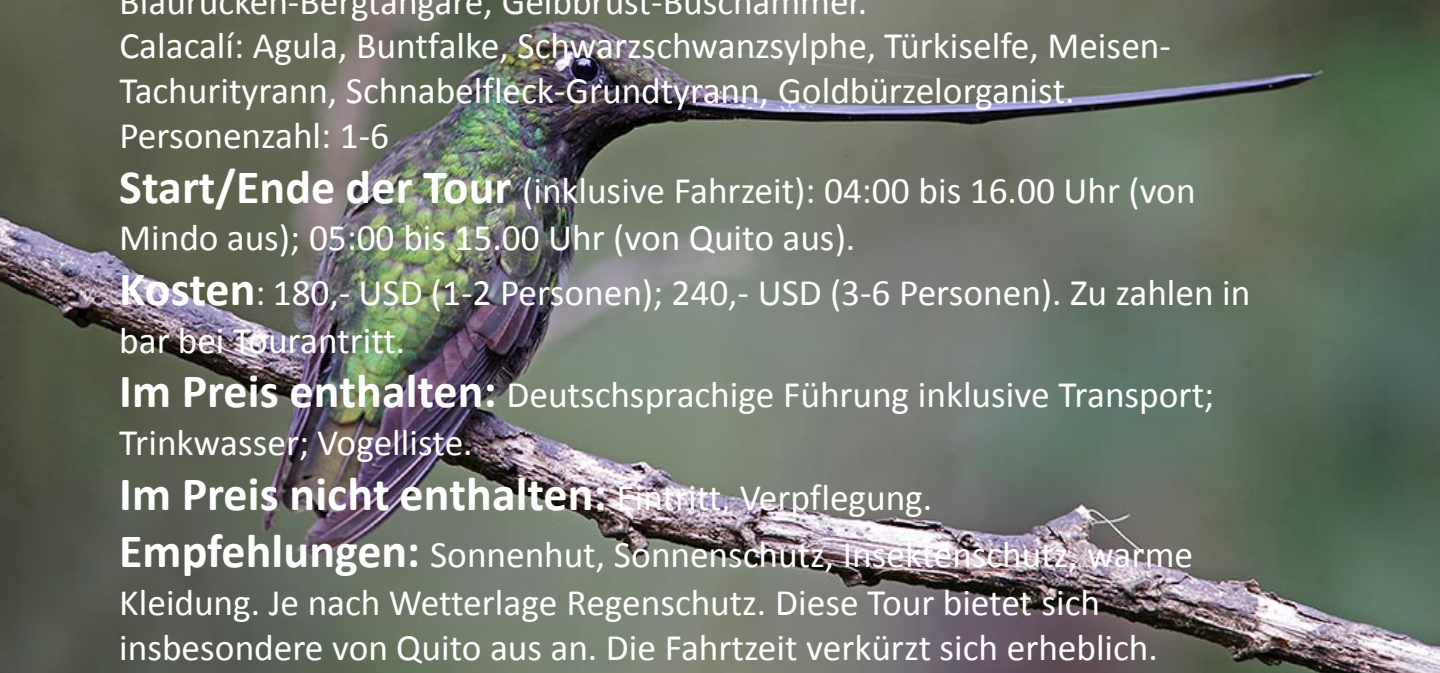 Blaurücken-Bergtangare, Gelbbrust-Buschammer.
Calacalí: Agula, Buntfalke, Schwarzschwanzsylphe, Türkiselfe, Meisen-
Tachurityrann, Schnabelfleck-Grundtyrann, Goldbürzelorganist.
Personenzahl: 1-6
Start/Ende der Tour (inklusive Fahrzeit): 04:00 bis 16.00 Uhr (von
Mindo aus); 05:00 bis 15.00 Uhr (von Quito aus).
Kosten: 180,- USD (1-2 Personen); 240,- USD (3-6 Personen). Zu zahlen in
bar bei Tourantritt.
Im Preis enthalten: Deutschsprachige Führung inklusive Transport;
Trinkwasser; Vogelliste.
Im Preis nicht enthalten: Eintritt, Verpflegung.
Empfehlungen: Sonnenhut, Sonnenschutz, Insektenschutz, warme
Kleidung. Je nach Wetterlage Regenschutz. Diese Tour bietet sich
insbesondere von Quito aus an. Die Fahrtzeit verkürzt sich erheblich.